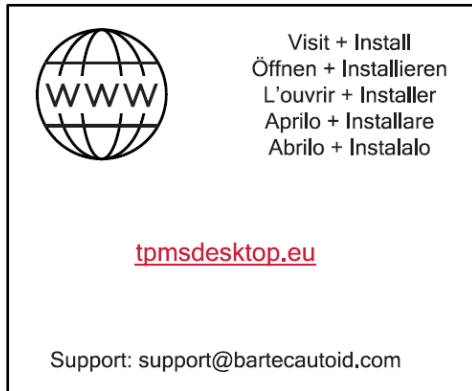 WWW
Visit + Install
Öffnen + Installieren
L'ouvrir + Installer
Aprilo + Installare
Abrilo + Instalalo
tpmsdesktop.eu
Support: support@bartecautoid.com